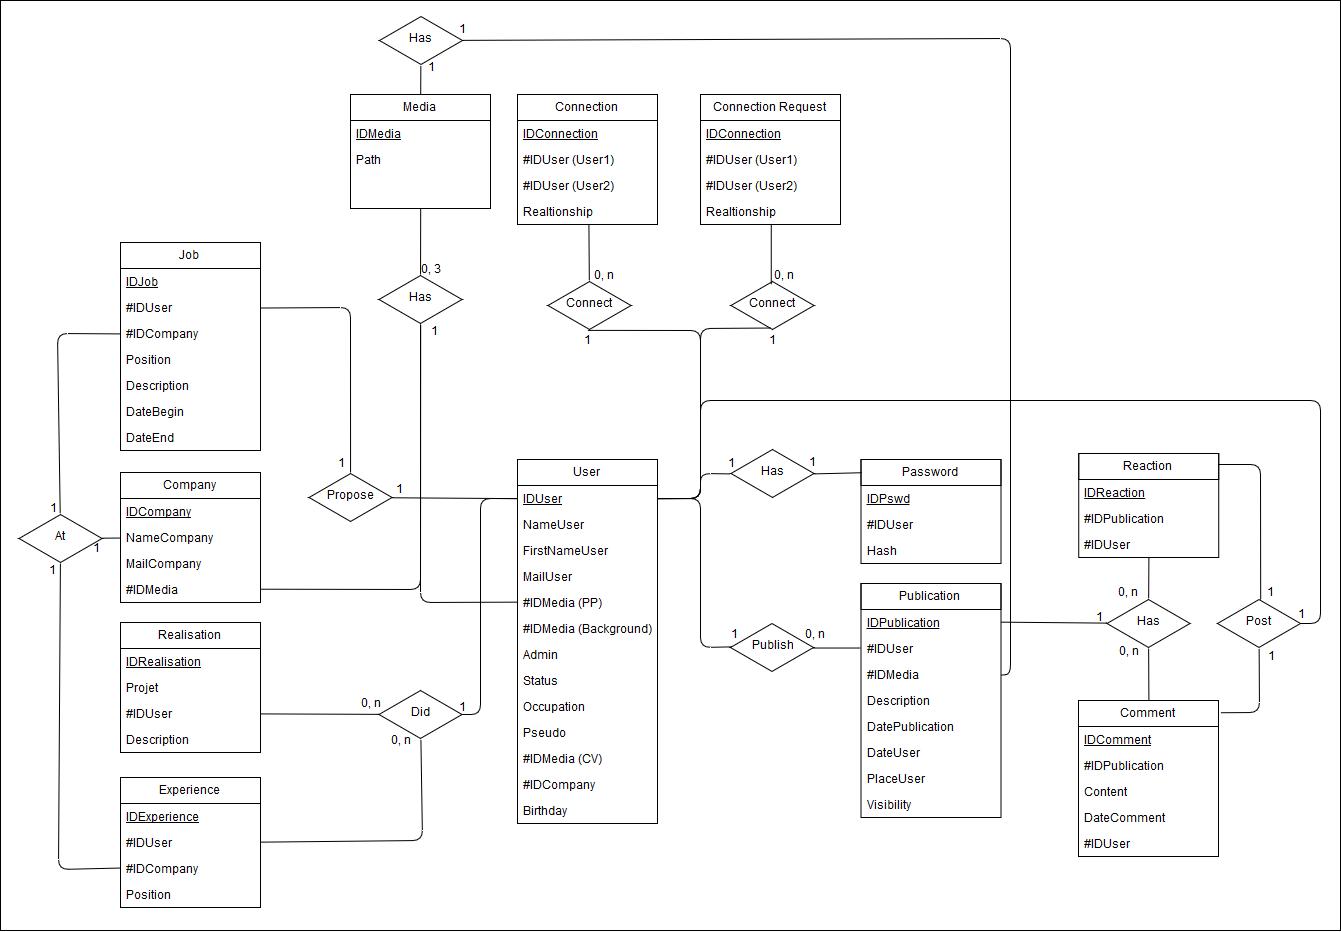 Has
1
1
Media
IDMedia
Path
Connection
IDConnection
#IDUser (User1)
#IDUser (User2)
Realtionship
Connection Request
IDConnection
#IDUser (User1)
#IDUser (User2)
Realtionship
0, 3
Has
1
0, n
Connect
1
0, n
Connect
1
Job
IDJob
#IDUser
#IDCompany
Position
Description
DateBegin
DateEnd
1
Propose
1
Company
IDCompany
NameCompany
MailCompany
#IDMedia
1
At
1
1
Realisation
IDRealisation
Projet
#IDUser
Description
0, n
Did
1
0, n
Experience
IDExperience
#IDUser
#IDCompany
Position
User
IDUser
NameUser
FirstNameUser
MailUser
#IDMedia (PP)
#IDMedia (Background)
Admin
Status
Occupation
Pseudo
#IDMedia (CV)
#IDCompany
Birthday
1
Has
1
Password
IDPswd
#IDUser
Hash
1
Publish
0, n
Publication
IDPublication
#IDUser
#IDMedia
Description
DatePublication
DateUser
PlaceUser
Visibility
Reaction
IDReaction
#IDPublication
#IDUser
0, n
1
Has
0, n
1
Post
1
1
Comment
IDComment
#IDPublication
Content
DateComment
#IDUser